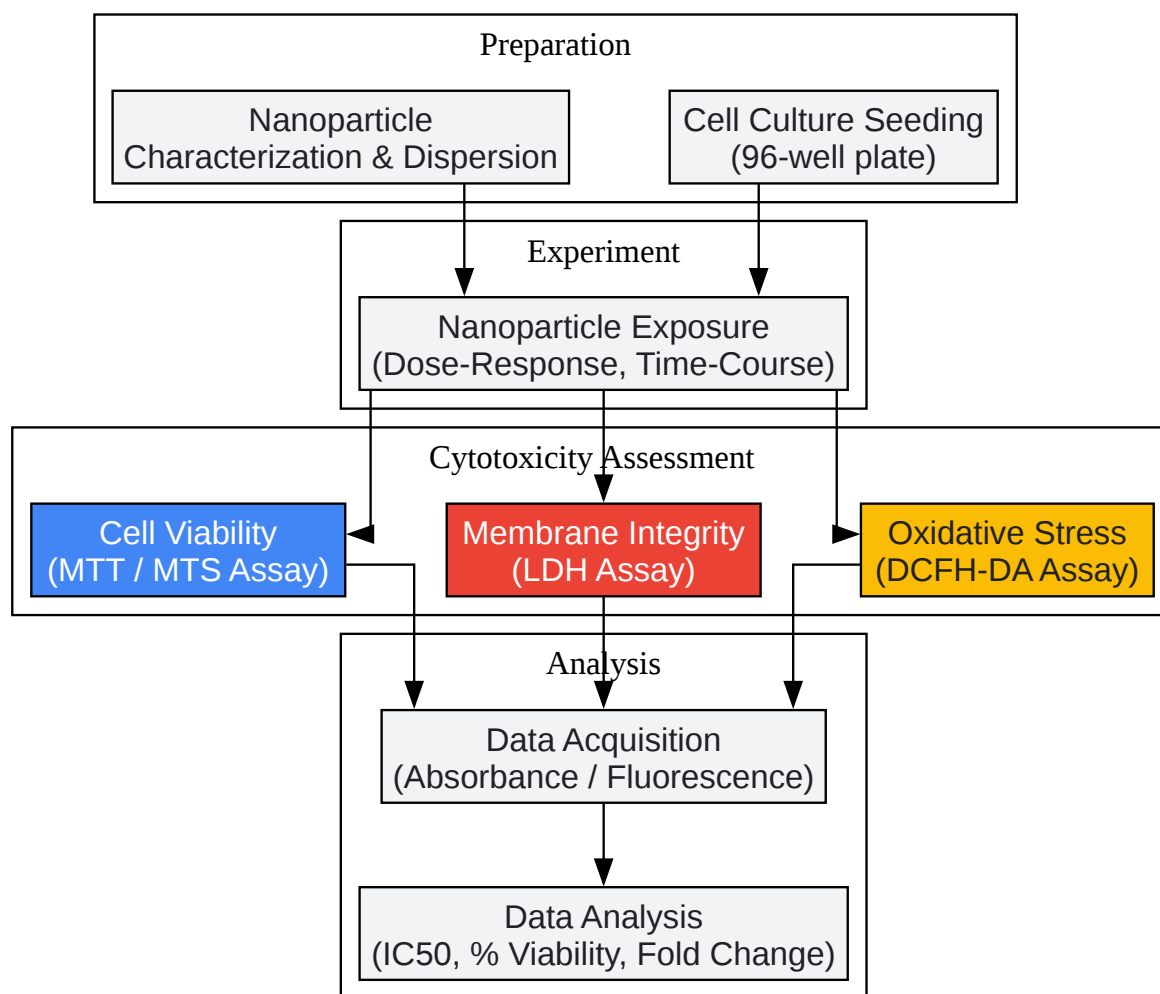 Preparation
Nanoparticle
Characterization & Dispersion
Cell Culture Seeding
(96-well plate)
Experiment
Nanoparticle Exposure
(Dose-Response, Time-Course)
Cytotoxicity Assessment
Cell Viability
(MTT / MTS Assay)
Membrane Integrity
(LDH Assay)
Oxidative Stress
(DCFH-DA Assay)
Analysis
Data Acquisition
(Absorbance / Fluorescence)
Data Analysis
(IC50, % Viability, Fold Change)